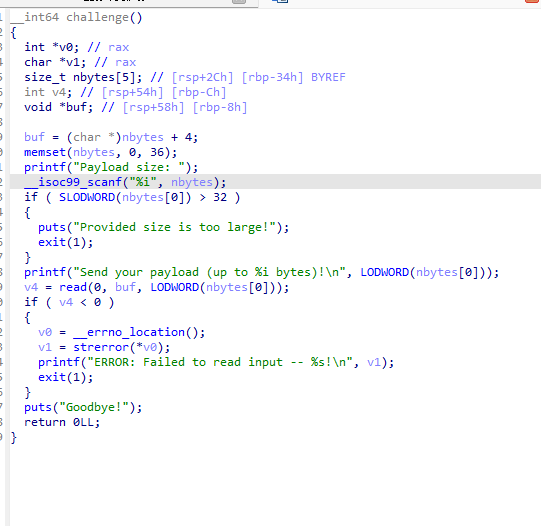 __int64 challenge()
{
int *v0; // rax
char *v1; // rax
size_t nbytes[5]; // [rsp+2Ch] [rbp-34h] BYREF
int v4; // [rsp+54h] [rbp-Ch]
void *buf; // [rsp+58h] [rbp-8h]
buf = (char *)nbytes + 4;
memset(nbytes, 0, 36);
printf("Payload size: ");
__isoc99_scanf("%i", nbytes);
if ( SLODWORD(nbytes[0]) > 32 )
{
puts("Provided size is too large!");
exit(1);
}
printf("Send your payload (up to %i bytes)!\n", LODWORD(nbytes[0]));
v4 = read(0, buf, LODWORD(nbytes[0]));
if ( v4 < 0 )
{
v0 = __errno_location();
v1 = strerror(*v0);
printf("ERROR: Failed to read input -- %s!\n", v1);
exit(1);
}
puts("Goodbye!");
return 0LL;
}